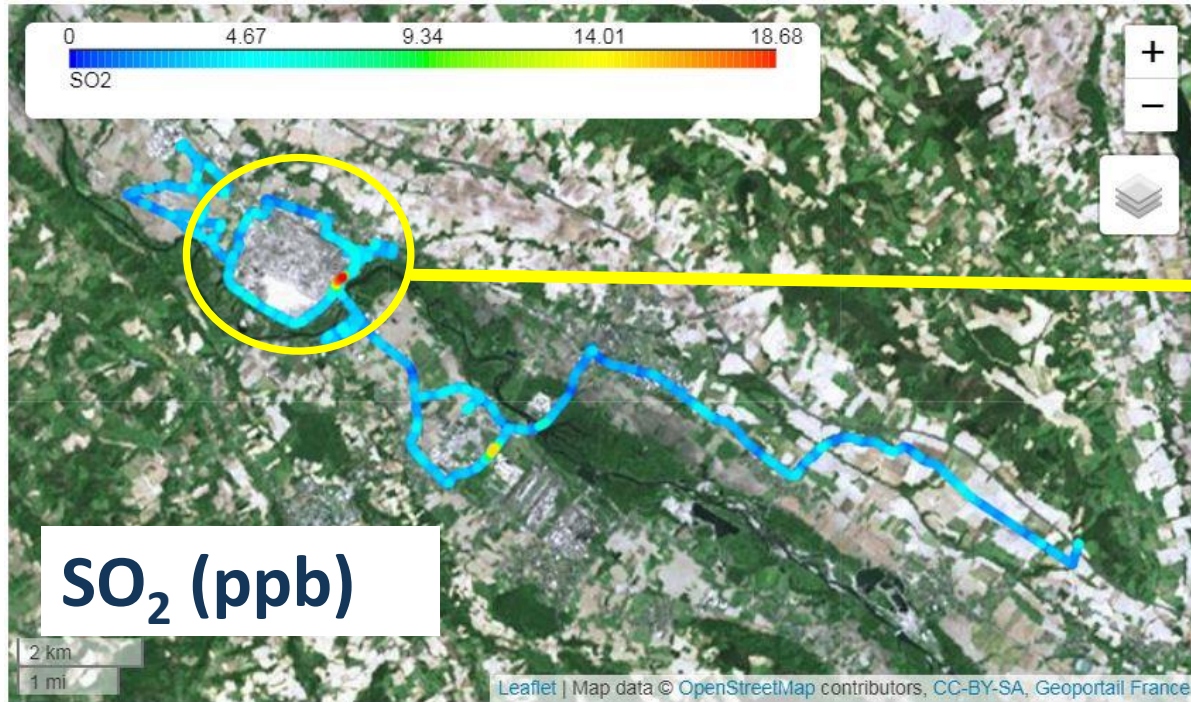 0 4.67 9.34 14.01 18.68
SO2
+
−
SO₂ (ppb)
2 km
1 mi
Leaflet | Map data © OpenStreetMap contributors, CC-BY-SA, Geoportail France